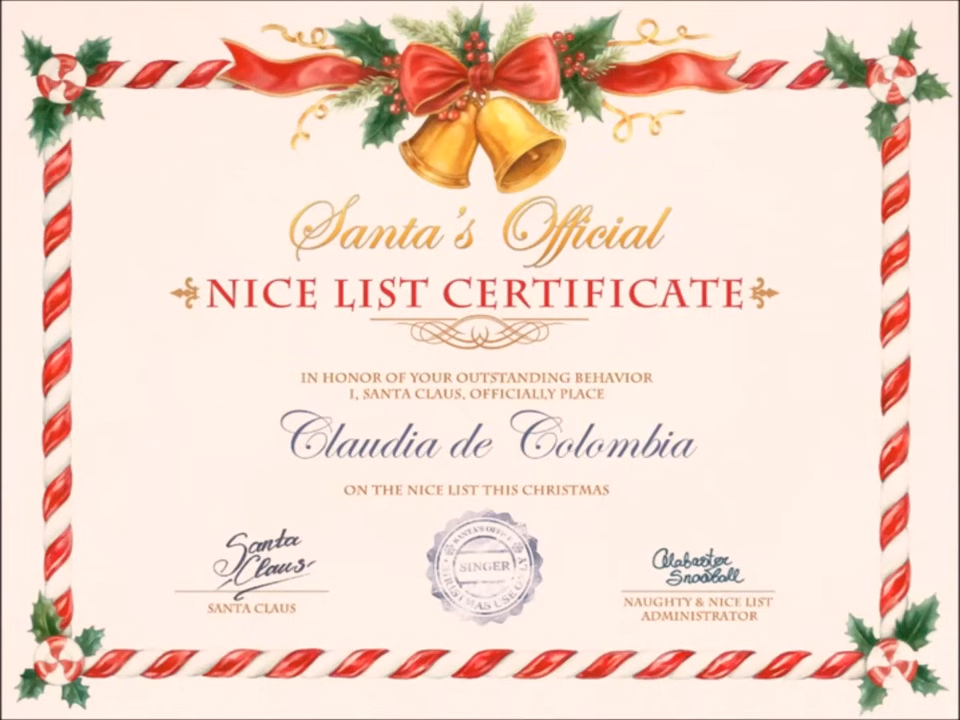 Santa's Official
NICE LIST CERTIFICATE
IN HONOR OF YOUR OUTSTANDING BEHAVIOR
I, SANTA CLAUS, OFFICIALLY PLACE
Claudia de Colombia
ON THE NICE LIST THIS CHRISTMAS
Santa
Claus
SANTA CLAUS
SANTA'S
SINGER
Alabaster
Snowball
NAUGHTY & NICE LIST
ADMINISTRATOR